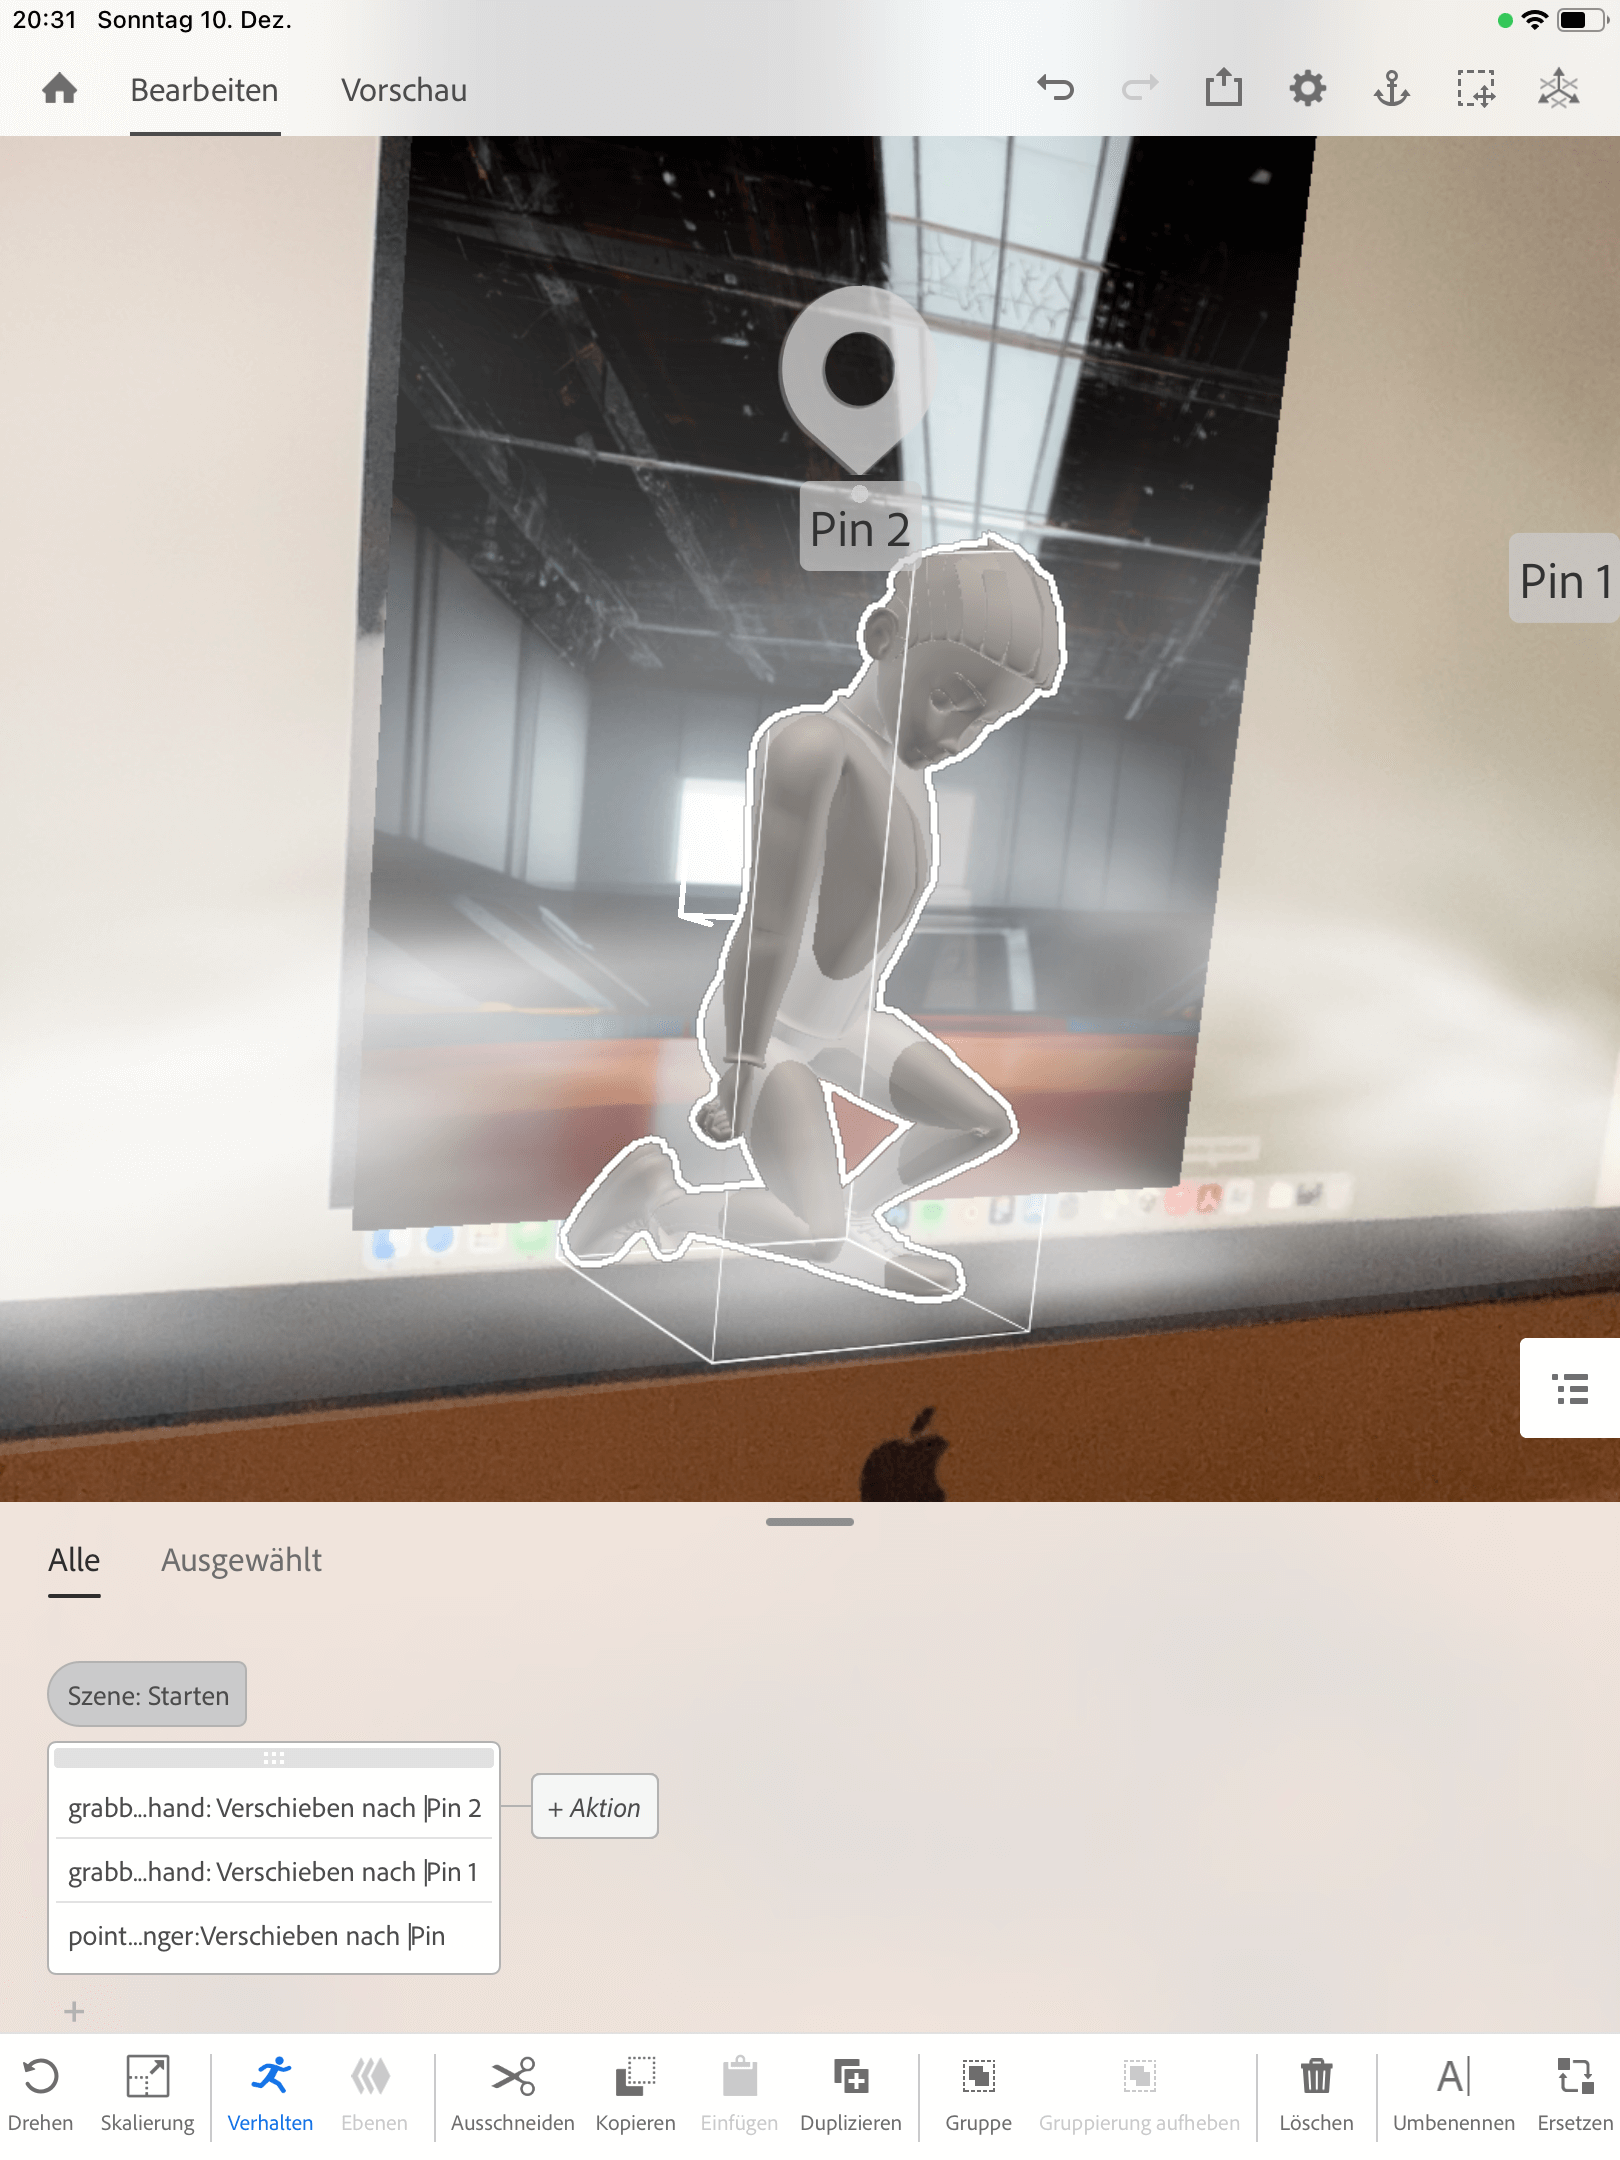 20:31 Sonntag 10. Dez.
Bearbeiten Vorschau
Pin 2
Pin 1
Alle Ausgewählt
Szene: Starten
grabb...hand: Verschieben nach Pin 2
+ Aktion
grabb...hand: Verschieben nach Pin 1
point...nger:Verschieben nach Pin
+
Drehen Skalierung Verhalten Ebenen Ausschneiden Kopieren Einfügen Duplizieren Gruppe Gruppierung aufheben Löschen Umbenennen Ersetzen